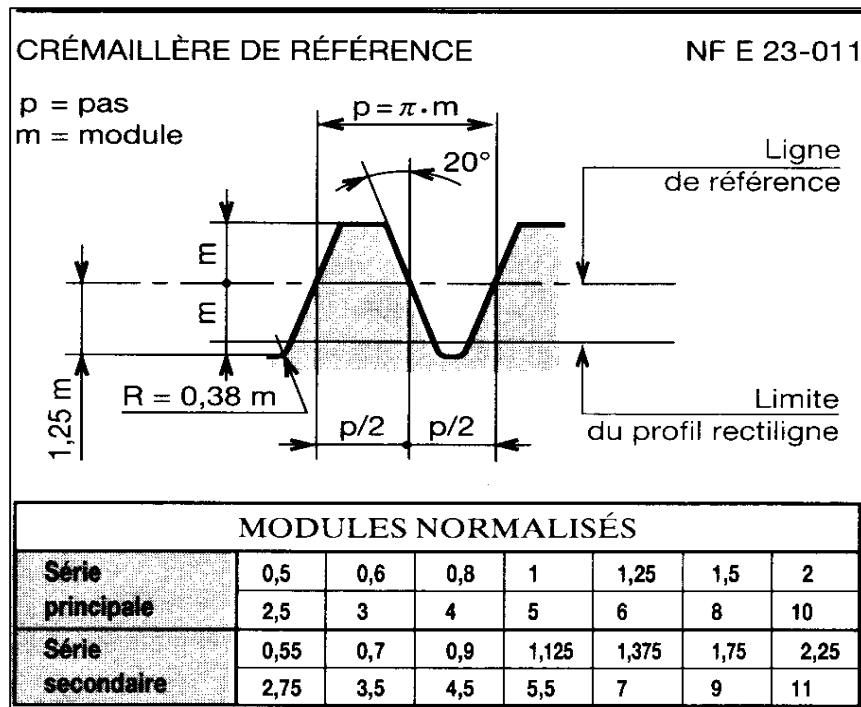 CRÉMAILLÈRE DE RÉFÉRENCE NF E 23-011
p = pas
m = module
p = π · m
20°
Ligne
de référence
m
m
1,25 m
R = 0,38 m
p/2 p/2
Limite
du profil rectiligne
MODULES NORMALISÉS
Série principale
0,5 0,6 0,8 1 1,25 1,5 2
2,5 3 4 5 6 8 10
Série secondaire
0,55 0,7 0,9 1,125 1,375 1,75 2,25
2,75 3,5 4,5 5,5 7 9 11